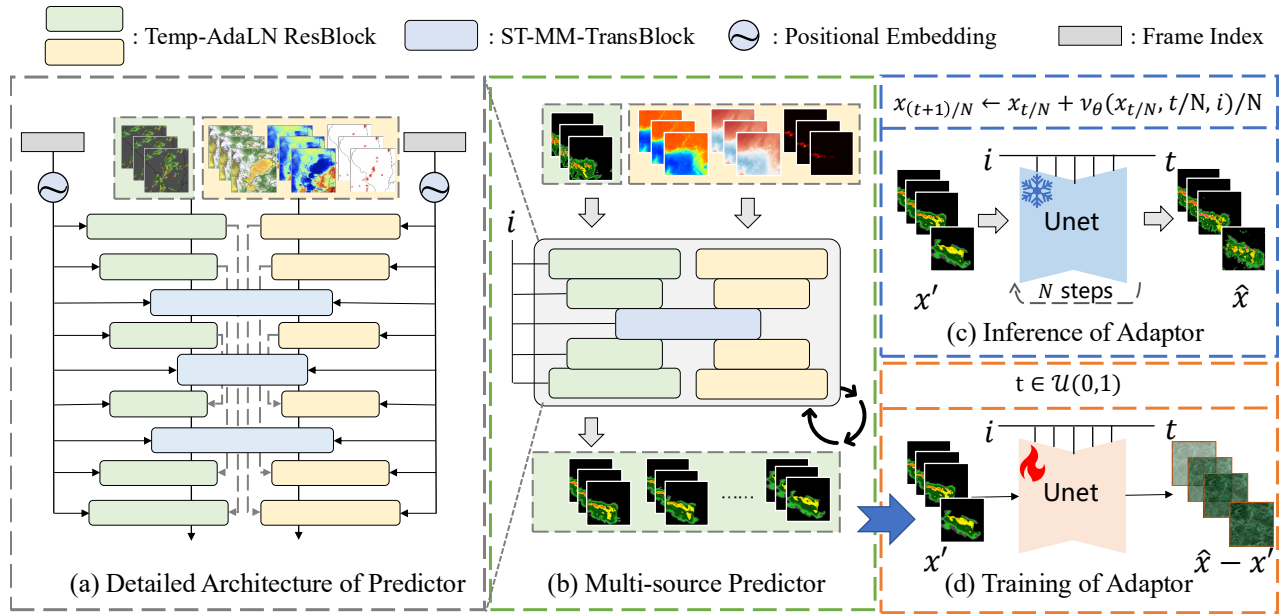 : Temp-AdaLN ResBlock
: ST-MM-TransBlock
: Positional Embedding
: Frame Index
(a) Detailed Architecture of Predictor
i
......
(b) Multi-source Predictor
x_{(t+1)/N} ← x_{t/N} + v_θ(x_{t/N}, t/N, i)/N
i
t
Unet
N steps
x′
x̂
(c) Inference of Adaptor
t ∈ 𝒰(0,1)
i
t
Unet
x′
x̂ − x′
(d) Training of Adaptor